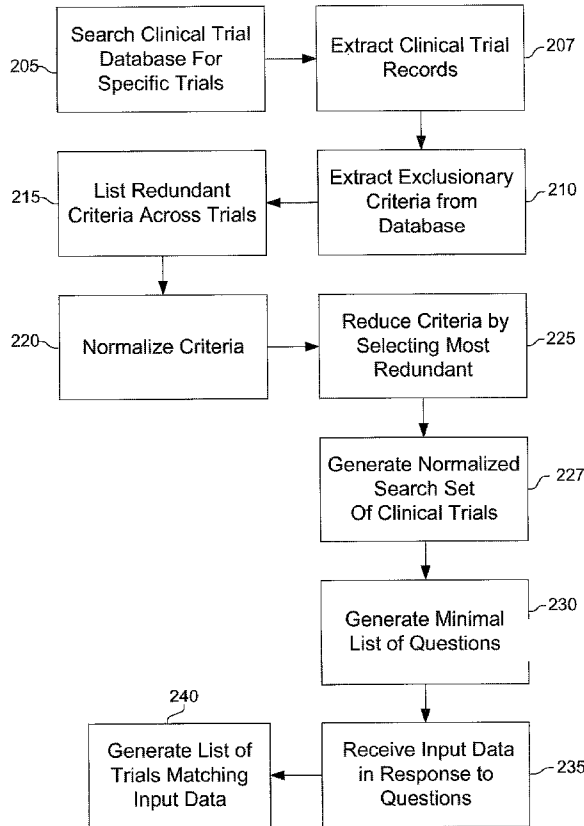 Search Clinical Trial
Database For
Specific Trials
205
Extract Clinical Trial
Records
207
Extract Exclusionary
Criteria from
Database
210
List Redundant
Criteria Across Trials
215
Normalize Criteria
220
Reduce Criteria by
Selecting Most
Redundant
225
Generate Normalized
Search Set
Of Clinical Trials
227
Generate Minimal
List of Questions
230
Receive Input Data
in Response to
Questions
235
240
Generate List of
Trials Matching
Input Data